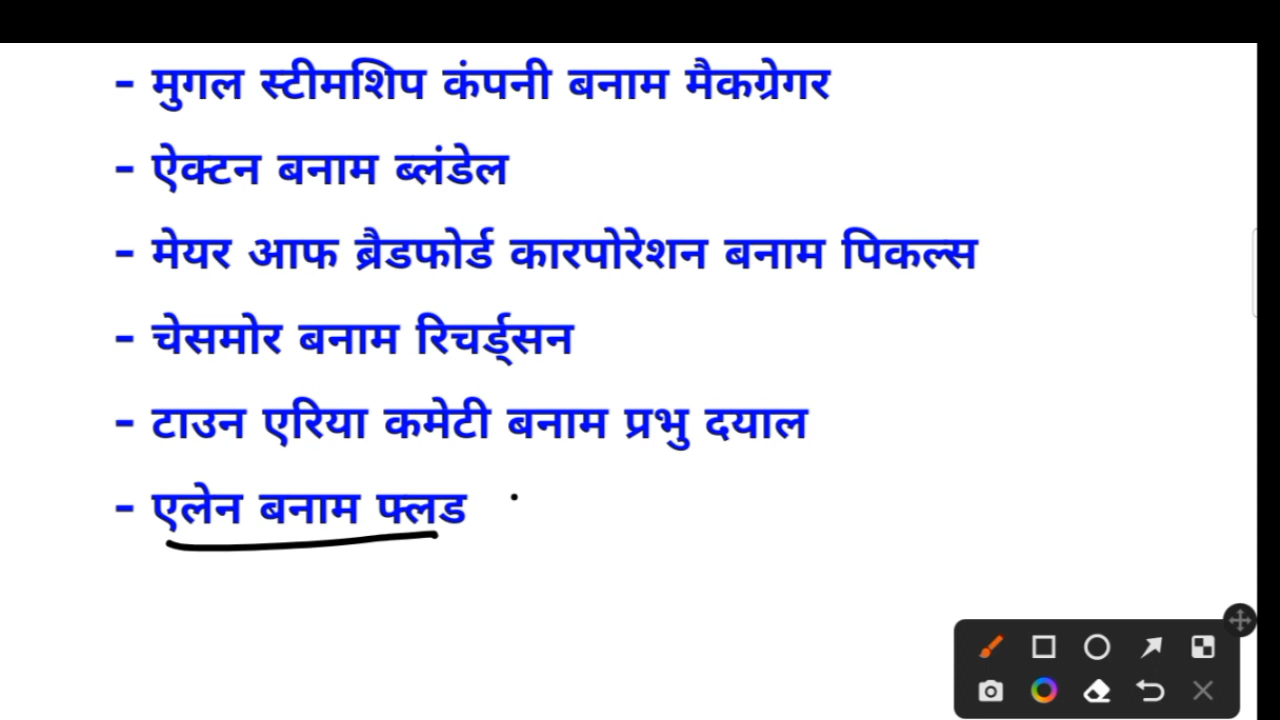 - मुगल स्टीमशिप कंपनी बनाम मैकग्रेगर
- ऐक्टन बनाम ब्लंडेल
- मेयर आफ ब्रैडफोर्ड कारपोरेशन बनाम पिकल्स
- चेसमोर बनाम रिचर्ड्सन
- टाउन एरिया कमेटी बनाम प्रभु दयाल
- एलेन बनाम फ्लड